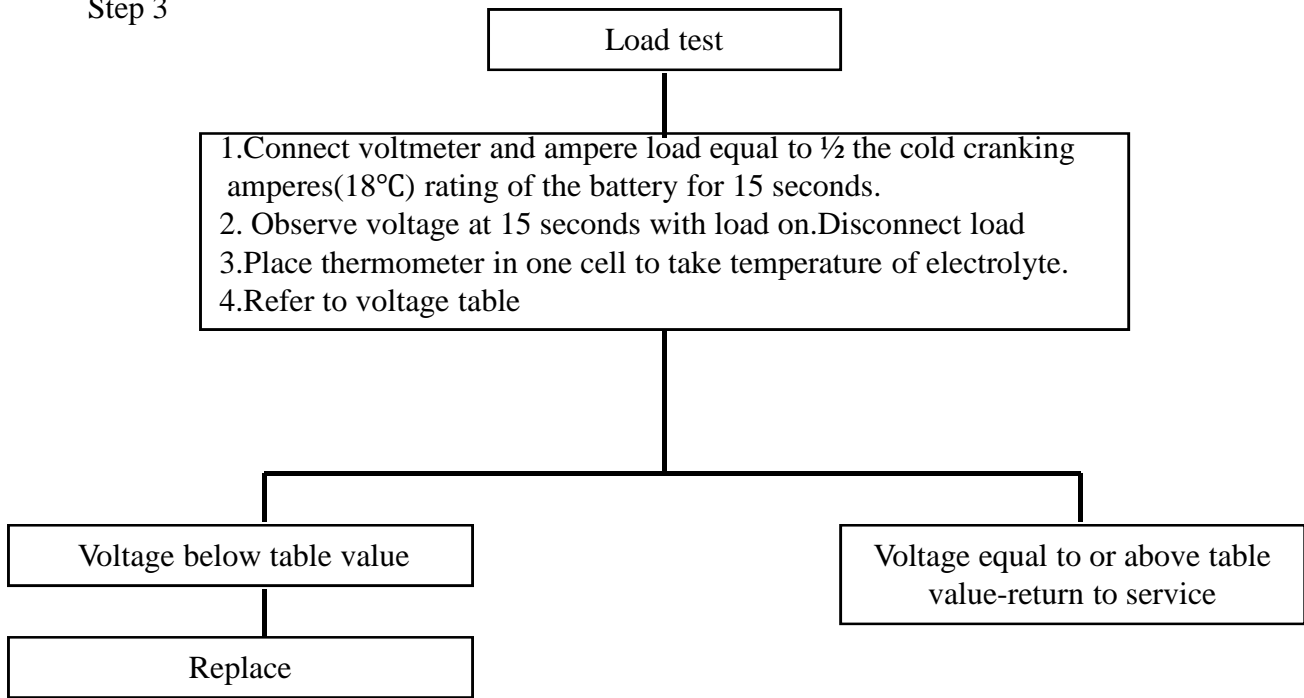 Step 3
Load test
1.Connect voltmeter and ampere load equal to ½ the cold cranking
amperes(18℃) rating of the battery for 15 seconds.
2. Observe voltage at 15 seconds with load on.Disconnect load
3.Place thermometer in one cell to take temperature of electrolyte.
4.Refer to voltage table
Voltage below table value
Voltage equal to or above table
value-return to service
Replace